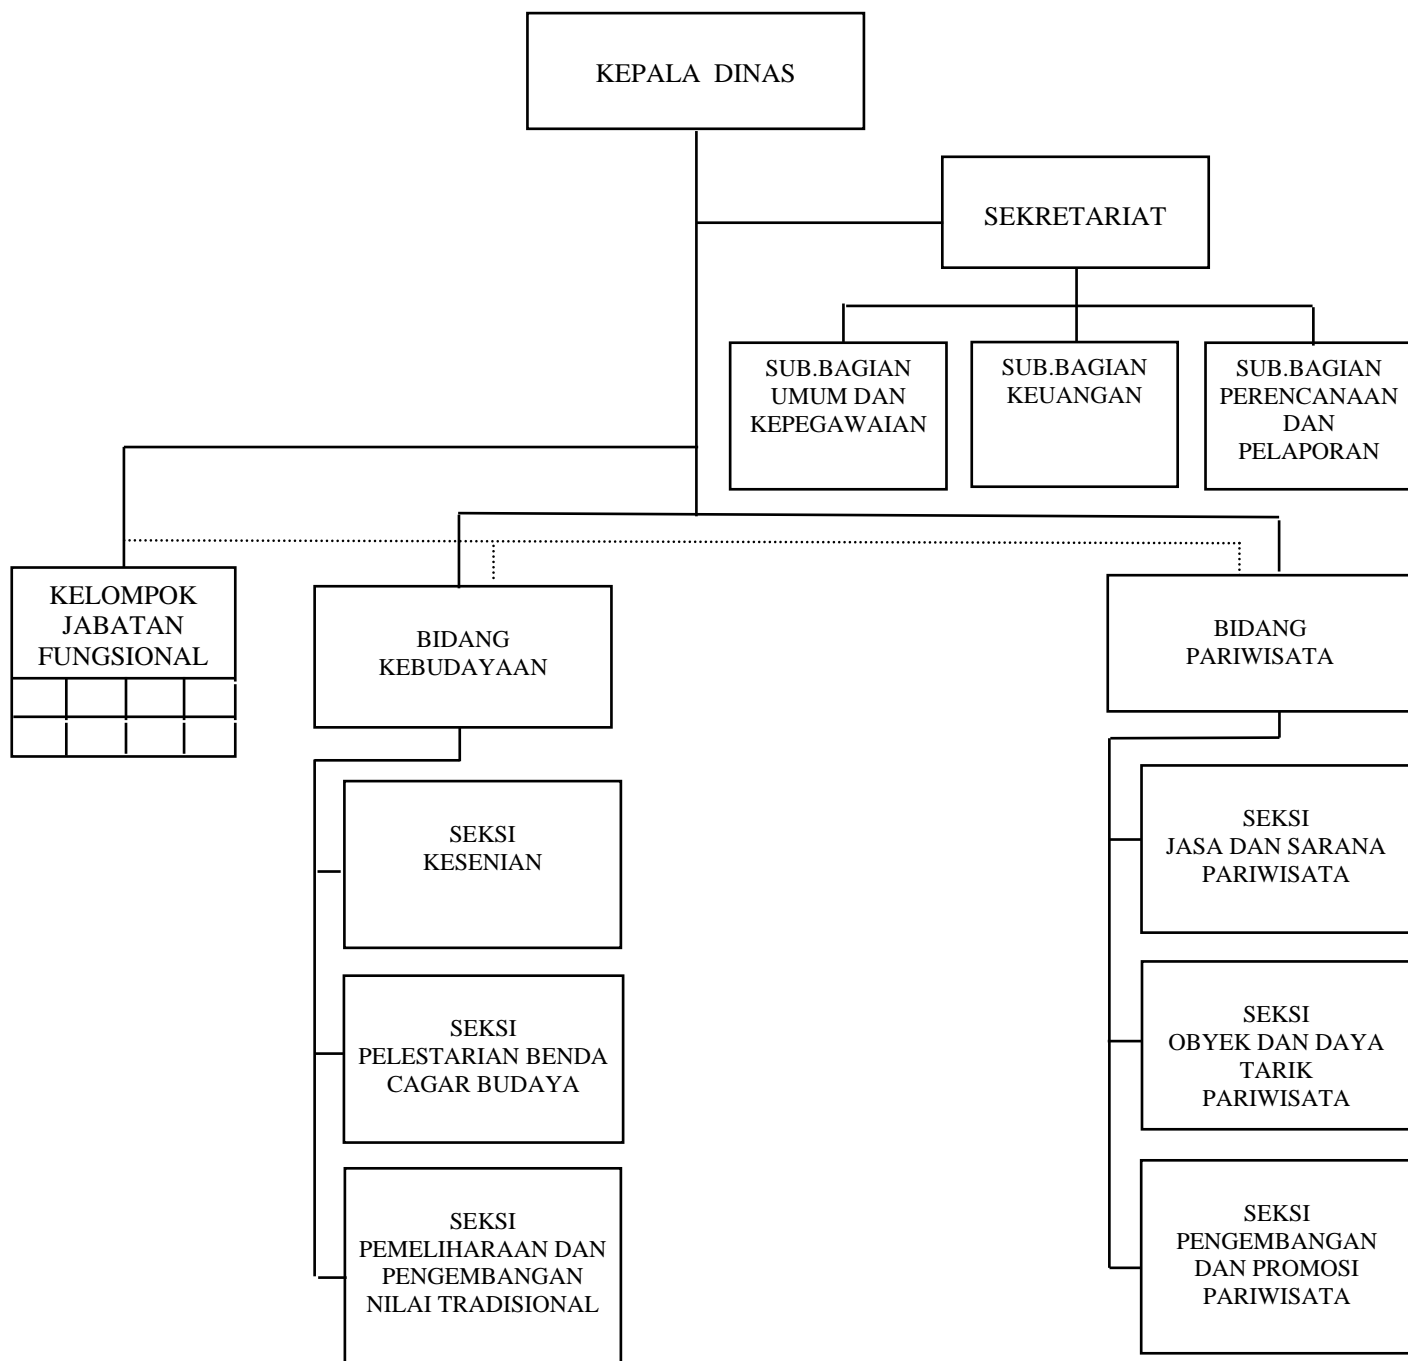 KEPALA DINAS
SEKRETARIAT
SUB.BAGIAN
UMUM DAN
KEPEGAWAIAN
SUB.BAGIAN
KEUANGAN
SUB.BAGIAN
PERENCANAAN
DAN
PELAPORAN
KELOMPOK
JABATAN
FUNGSIONAL
BIDANG
KEBUDAYAAN
BIDANG
PARIWISATA
SEKSI
KESENIAN
SEKSI
PELESTARIAN BENDA
CAGAR BUDAYA
SEKSI
PEMELIHARAAN DAN
PENGEMBANGAN
NILAI TRADISIONAL
SEKSI
JASA DAN SARANA
PARIWISATA
SEKSI
OBYEK DAN DAYA
TARIK
PARIWISATA
SEKSI
PENGEMBANGAN
DAN PROMOSI
PARIWISATA